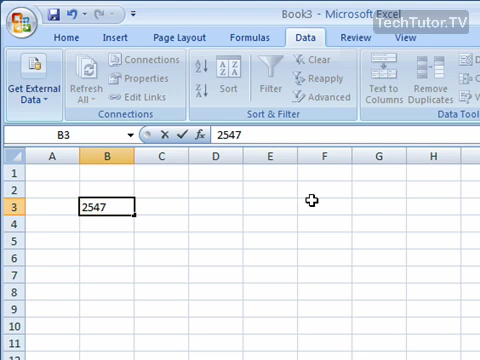 Book3 - Microsoft Excel
TechTutor.TV
Home Insert Page Layout Formulas Data Review View
Connections Clear
Get External Data Refresh All Properties Sort Filter Reapply Text to Columns Remove Duplicates
Edit Links Advanced
Connections Sort & Filter Data Tool
B3 fx 2547
A B C D E F G H
1
2
3 2547
4
5
6
7
8
9
10
11